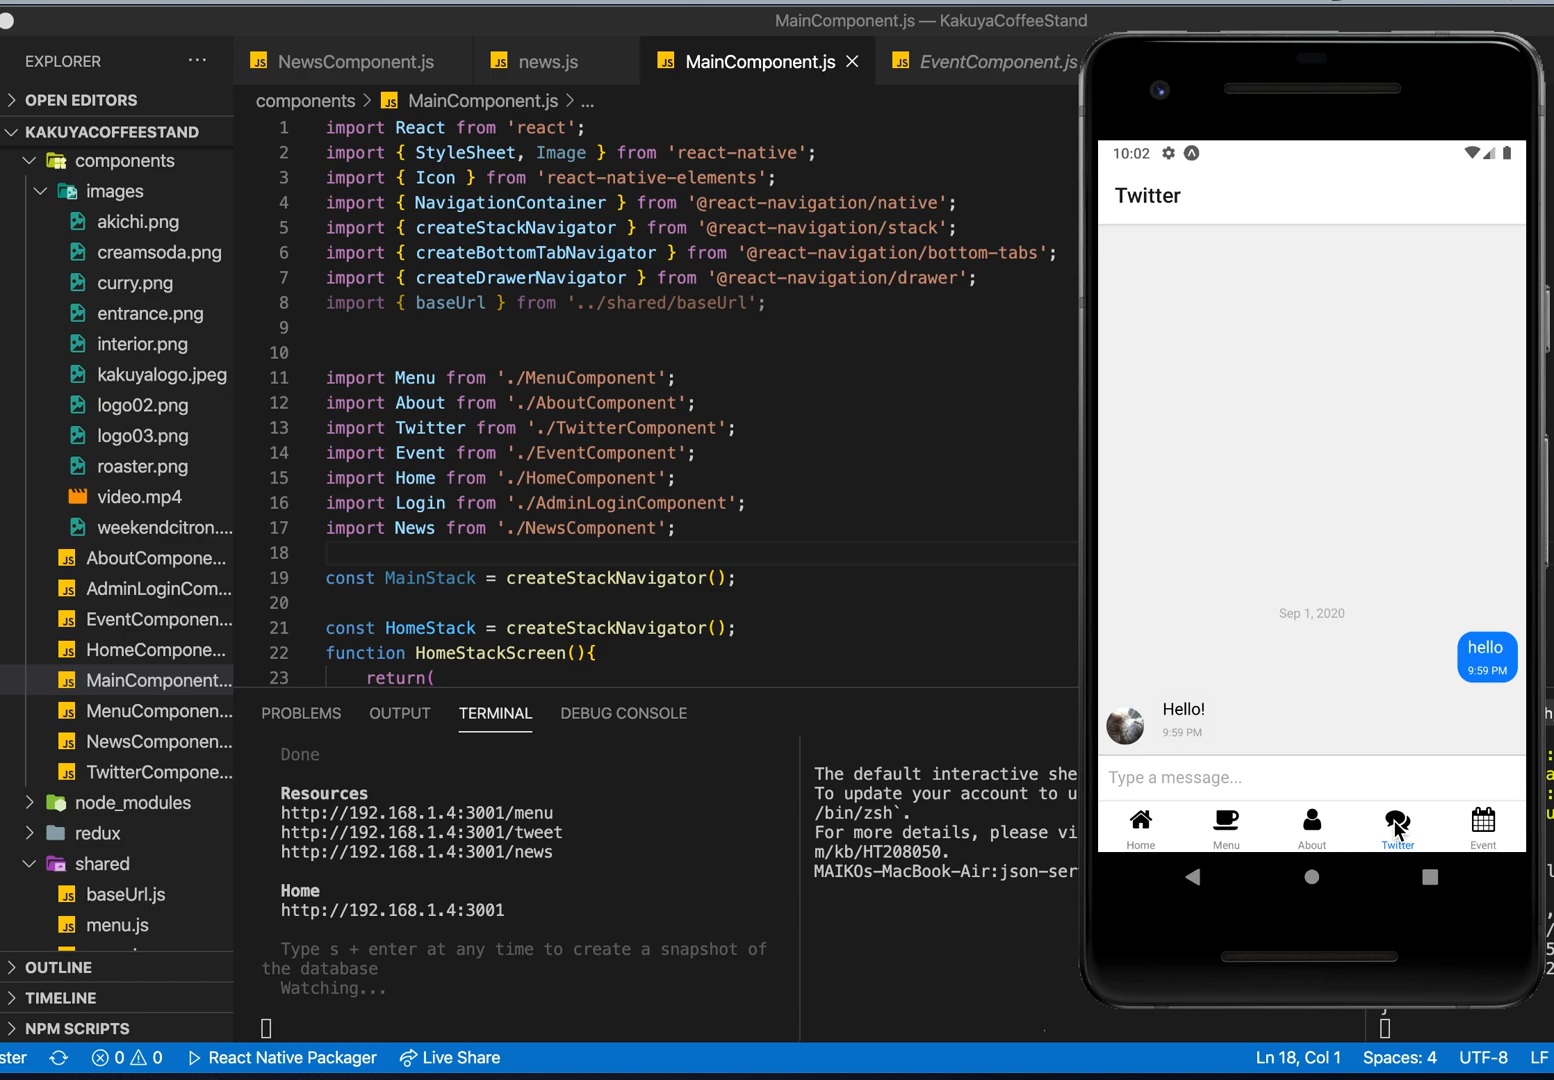 MainComponent.js — KakuyaCoffeeStand
EXPLORER
NewsComponent.js
news.js
MainComponent.js
EventComponent.js
OPEN EDITORS
KAKUYACOFFEESTAND
components
images
akichi.png
creamsoda.png
curry.png
entrance.png
interior.png
kakuyalogo.jpeg
logo02.png
logo03.png
roaster.png
video.mp4
weekendcitron....
AboutCompone...
AdminLoginCom...
EventComponen...
HomeCompone...
MainComponent...
MenuComponen...
NewsComponen...
TwitterCompone...
node_modules
redux
shared
baseUrl.js
menu.js
OUTLINE
TIMELINE
NPM SCRIPTS
components > JS MainComponent.js > ...
1 import React from 'react';
2 import { StyleSheet, Image } from 'react-native';
3 import { Icon } from 'react-native-elements';
4 import { NavigationContainer } from '@react-navigation/native';
5 import { createStackNavigator } from '@react-navigation/stack';
6 import { createBottomTabNavigator } from '@react-navigation/bottom-tabs';
7 import { createDrawerNavigator } from '@react-navigation/drawer';
8 import { baseUrl } from '../shared/baseUrl';
9
10
11 import Menu from './MenuComponent';
12 import About from './AboutComponent';
13 import Twitter from './TwitterComponent';
14 import Event from './EventComponent';
15 import Home from './HomeComponent';
16 import Login from './AdminLoginComponent';
17 import News from './NewsComponent';
18
19 const MainStack = createStackNavigator();
20
21 const HomeStack = createStackNavigator();
22 function HomeStackScreen(){
23 return(
PROBLEMS OUTPUT TERMINAL DEBUG CONSOLE
Done
Resources
http://192.168.1.4:3001/menu
http://192.168.1.4:3001/tweet
http://192.168.1.4:3001/news
Home
http://192.168.1.4:3001
Type s + enter at any time to create a snapshot of
the database
Watching...
The default interactive she
To update your account to u
/bin/zsh`.
For more details, please vi
m/kb/HT208050.
MAIKOs-MacBook-Air:json-ser
10:02
Twitter
Sep 1, 2020
hello
9:59 PM
Hello!
9:59 PM
Type a message...
Home Menu About Twitter Event
ster 0 0 React Native Packager Live Share Ln 18, Col 1 Spaces: 4 UTF-8 LF